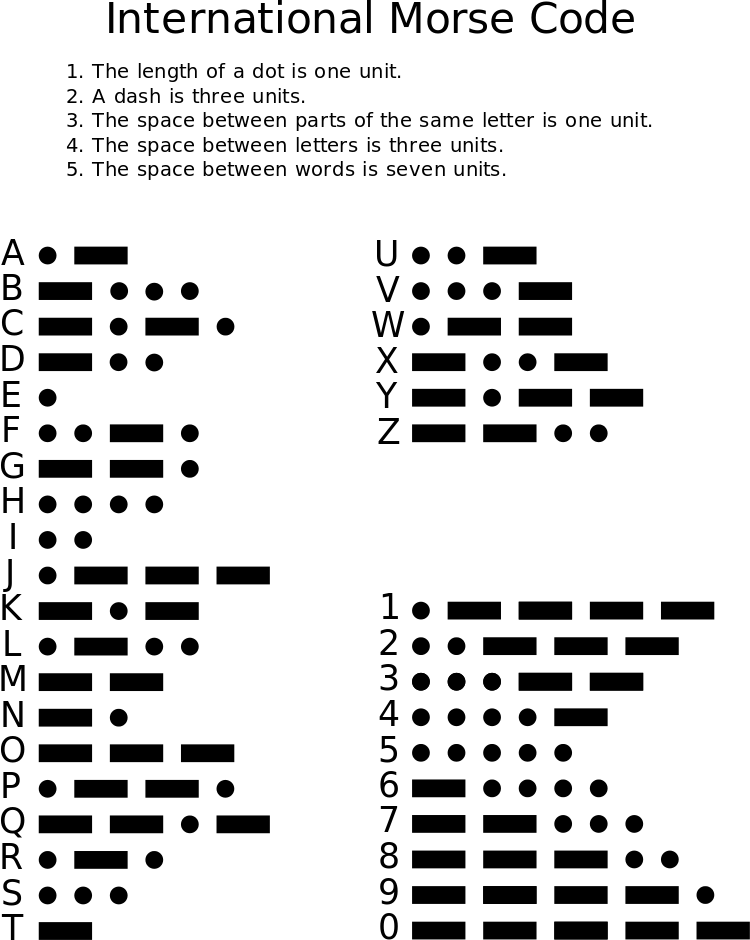 International Morse Code
1. The length of a dot is one unit.
2. A dash is three units.
3. The space between parts of the same letter is one unit.
4. The space between letters is three units.
5. The space between words is seven units.
A
B
C
D
E
F
G
H
I
J
K
L
M
N
O
P
Q
R
S
T
U
V
W
X
Y
Z
1
2
3
4
5
6
7
8
9
0